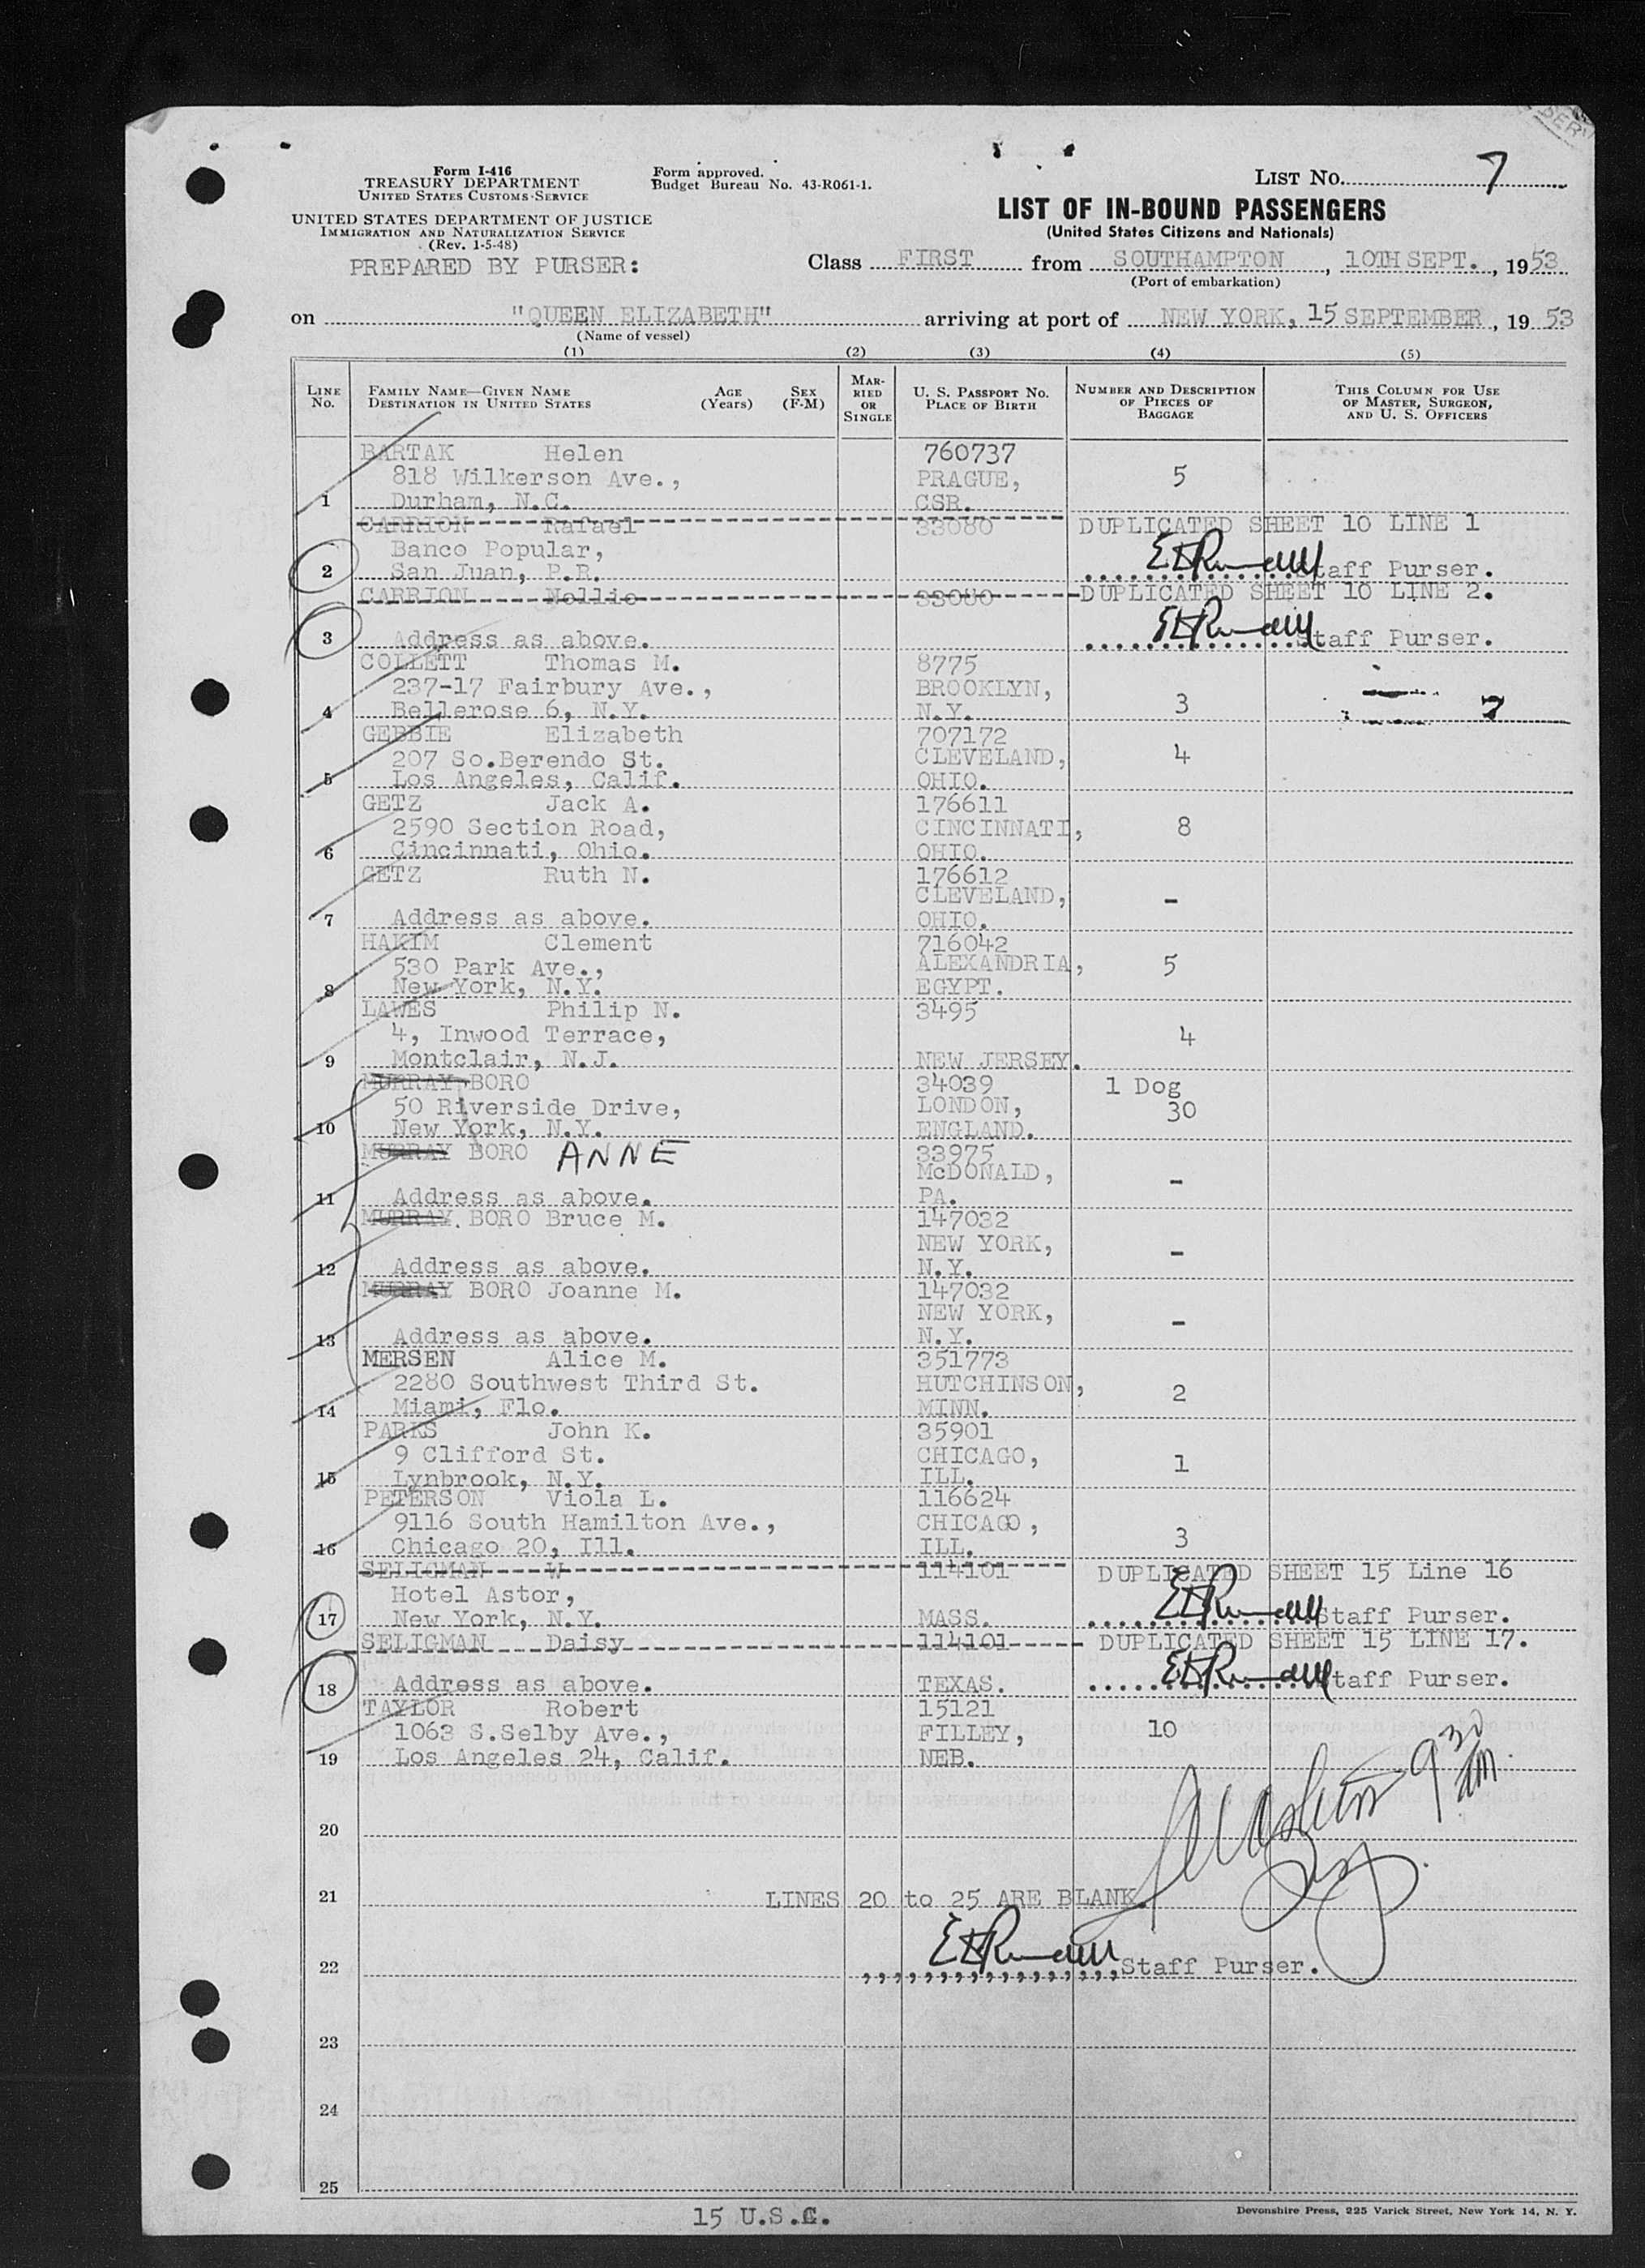 Form I-416
TREASURY DEPARTMENT
UNITED STATES CUSTOMS SERVICE
UNITED STATES DEPARTMENT OF JUSTICE
IMMIGRATION AND NATURALIZATION SERVICE
(Rev. 1-5-48)
PREPARED BY PURSER:
Form approved.
Budget Bureau No. 43-R061-1.
LIST NO. 7
LIST OF IN-BOUND PASSENGERS
(United States Citizens and Nationals)
Class FIRST from SOUTHAMPTON, 10TH SEPT., 1953
(Port of embarkation)
on "QUEEN ELIZABETH" arriving at port of NEW YORK, 15 SEPTEMBER, 1953
(Name of vessel)
(1) (2) (3) (4) (5)
LINE NO. FAMILY NAME—GIVEN NAME DESTINATION IN UNITED STATES AGE (Years) SEX (F-M) MARRIED OR SINGLE U. S. PASSPORT NO. PLACE OF BIRTH NUMBER AND DESCRIPTION OF PIECES OF BAGGAGE THIS COLUMN FOR USE OF MASTER, SURGEON, AND U. S. OFFICERS
BARTAK Helen 760737
818 Wilkerson Ave., PRAGUE, 5
1 Durham, N.C. CSR.
CARRION Rafael 33080 DUPLICATED SHEET 10 LINE 1
Banco Popular,
2 San Juan, P.R. Staff Purser.
CARRION Nellie 33080 DUPLICATED SHEET 10 LINE 2.
3 Address as above. Staff Purser.
COLLETT Thomas M. 8775
237-17 Fairbury Ave., BROOKLYN, 3
4 Bellerose 6, N.Y. N.Y. 7
GEBBIE Elizabeth 707172
207 So.Berendo St. CLEVELAND, 4
5 Los Angeles, Calif. OHIO.
GETZ Jack A. 176611
2590 Section Road, CINCINNATI, 8
6 Cincinnati, Ohio. OHIO.
GETZ Ruth N. 176612
CLEVELAND, -
7 Address as above. OHIO.
HAKIM Clement 716042
530 Park Ave., ALEXANDRIA, 5
8 New York, N.Y. EGYPT.
LAWES Philip N. 3495
4, Inwood Terrace, 4
9 Montclair, N.J. NEW JERSEY.
MURRAY-BORO 34039 1 Dog
50 Riverside Drive, LONDON, 30
10 New York, N.Y. ENGLAND.
MURRAY BORO ANNE 33975
McDONALD, -
11 Address as above. PA.
MURRAY. BORO Bruce M. 147032
NEW YORK, -
12 Address as above. N.Y.
MURRAY BORO Joanne M. 147032
NEW YORK, -
13 Address as above. N.Y.
MERSEN Alice M. 351773
2280 Southwest Third St. HUTCHINSON, 2
14 Miami, Flo. MINN.
PARKS John K. 35901
9 Clifford St. CHICAGO, 1
15 Lynbrook, N.Y. ILL.
PETERSON Viola L. 116624
9116 South Hamilton Ave., CHICAGO, 3
16 Chicago 20, Ill. ILL.
SELIGMAN W 114101 DUPLICATED SHEET 15 Line 16
Hotel Astor,
17 New York, N.Y. MASS. Staff Purser.
SELIGMAN Daisy 114101 DUPLICATED SHEET 15 LINE 17.
18 Address as above. TEXAS. Staff Purser.
TAYLOR Robert 15121
1063 S.Selby Ave., FILLEY, 10
19 Los Angeles 24, Calif. NEB.
9 30 AM.
20
21 LINES 20 to 25 ARE BLANK.
22 Staff Purser.
23
24
25
15 U.S.C.
Devonshire Press, 225 Varick Street, New York 14, N. Y.